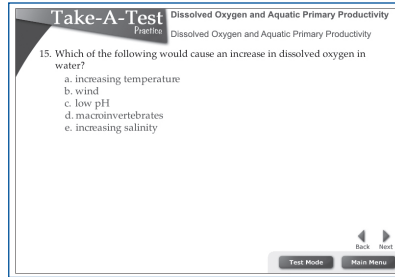 Take-A-Test
Practice
Dissolved Oxygen and Aquatic Primary Productivity
Dissolved Oxygen and Aquatic Primary Productivity
15. Which of the following would cause an increase in dissolved oxygen in
water?
a. increasing temperature
b. wind
c. low pH
d. macroinvertebrates
e. increasing salinity
Back Next
Test Mode Main Menu